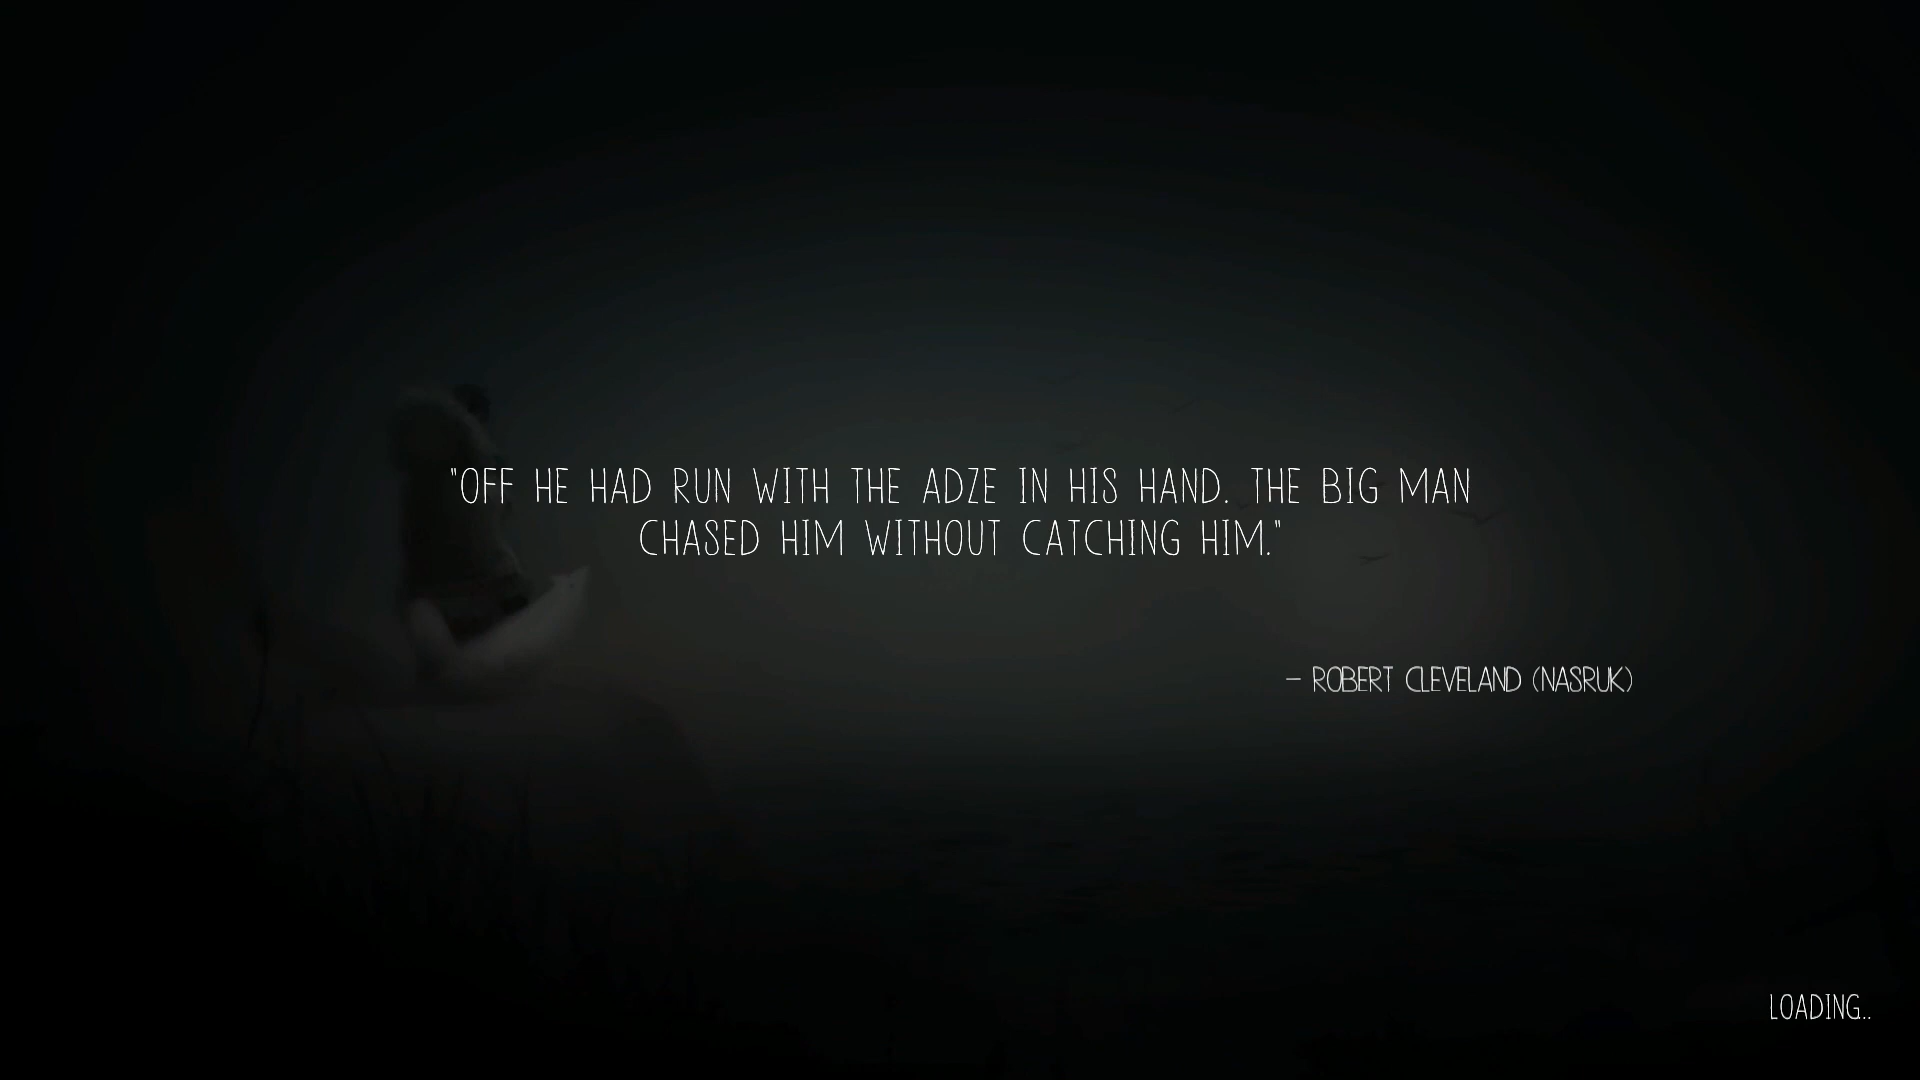 "OFF HE HAD RUN WITH THE ADZE IN HIS HAND. THE BIG MAN
CHASED HIM WITHOUT CATCHING HIM."
- ROBERT CLEVELAND (NASRUK)
LOADING..